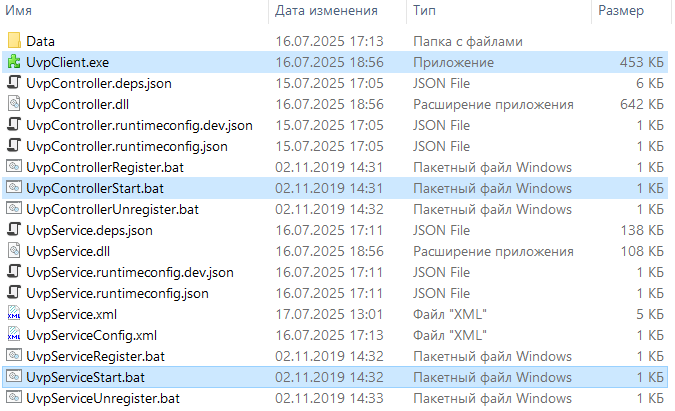 Имя Дата изменения Тип Размер
Data 16.07.2025 17:13 Папка с файлами
UvpClient.exe 16.07.2025 18:56 Приложение 453 КБ
UvpController.deps.json 15.07.2025 17:05 JSON File 6 КБ
UvpController.dll 16.07.2025 18:56 Расширение приложения 642 КБ
UvpController.runtimeconfig.dev.json 15.07.2025 17:05 JSON File 1 КБ
UvpController.runtimeconfig.json 15.07.2025 17:05 JSON File 1 КБ
UvpControllerRegister.bat 02.11.2019 14:31 Пакетный файл Windows 1 КБ
UvpControllerStart.bat 02.11.2019 14:31 Пакетный файл Windows 1 КБ
UvpControllerUnregister.bat 02.11.2019 14:32 Пакетный файл Windows 1 КБ
UvpService.deps.json 15.07.2025 17:11 JSON File 138 КБ
UvpService.dll 16.07.2025 18:56 Расширение приложения 108 КБ
UvpService.runtimeconfig.dev.json 15.07.2025 17:11 JSON File 1 КБ
UvpService.runtimeconfig.json 15.07.2025 17:11 JSON File 1 КБ
UvpService.xml 17.07.2025 13:01 Файл "XML" 5 КБ
UvpServiceConfig.xml 16.07.2025 17:13 Файл "XML" 1 КБ
UvpServiceRegister.bat 02.11.2019 14:32 Пакетный файл Windows 1 КБ
UvpServiceStart.bat 02.11.2019 14:32 Пакетный файл Windows 1 КБ
UvpServiceUnregister.bat 02.11.2019 14:33 Пакетный файл Windows 1 КБ